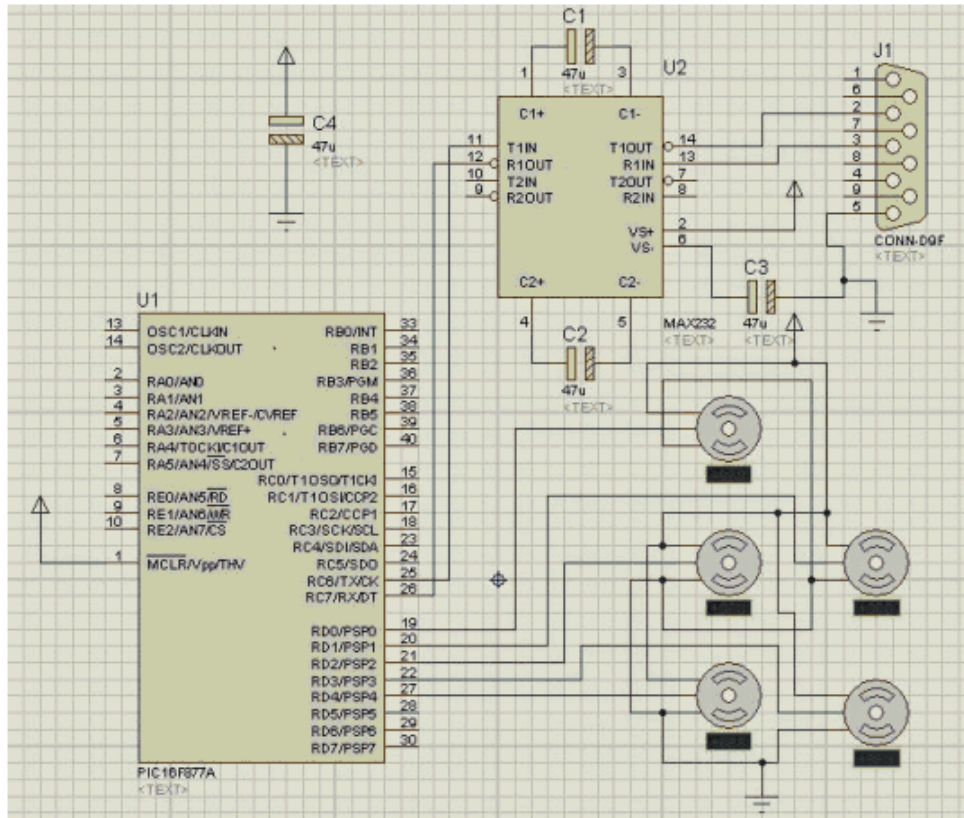 C1
47u
<TEXT>
1
3
U2
J1
C4
47u
<TEXT>
C1+
C1-
11
T1IN
T1OUT
14
12
R1OUT
R1IN
13
10
T2IN
T2OUT
7
9
R2OUT
R2IN
8
VS+
2
VS-
6
C2+
C2-
4
5
MAX232
<TEXT>
C2
47u
<TEXT>
C3
47u
<TEXT>
1
6
2
7
3
8
4
9
5
CONN-D9F
<TEXT>
U1
13
OSC1/CLKIN
14
OSC2/CLKOUT
2
RA0/AN0
3
RA1/AN1
4
RA2/AN2/VREF-/CVREF
5
RA3/AN3/VREF+
6
RA4/T0CKI/C1OUT
7
RA5/AN4/SS/C2OUT
8
RE0/AN5/RD
9
RE1/AN6/WR
10
RE2/AN7/CS
1
MCLR/Vpp/THV
RB0/INT
33
RB1
34
RB2
35
RB3/PGM
36
RB4
37
RB5
38
RB6/PGC
39
RB7/PGD
40
RC0/T1OSO/T1CKI
15
RC1/T1OSI/CCP2
16
RC2/CCP1
17
RC3/SCK/SCL
18
RC4/SDI/SDA
23
RC5/SDO
24
RC6/TX/CK
25
RC7/RX/DT
26
RD0/PSP0
19
RD1/PSP1
20
RD2/PSP2
21
RD3/PSP3
22
RD4/PSP4
27
RD5/PSP5
28
RD6/PSP6
29
RD7/PSP7
30
PIC16F877A
<TEXT>